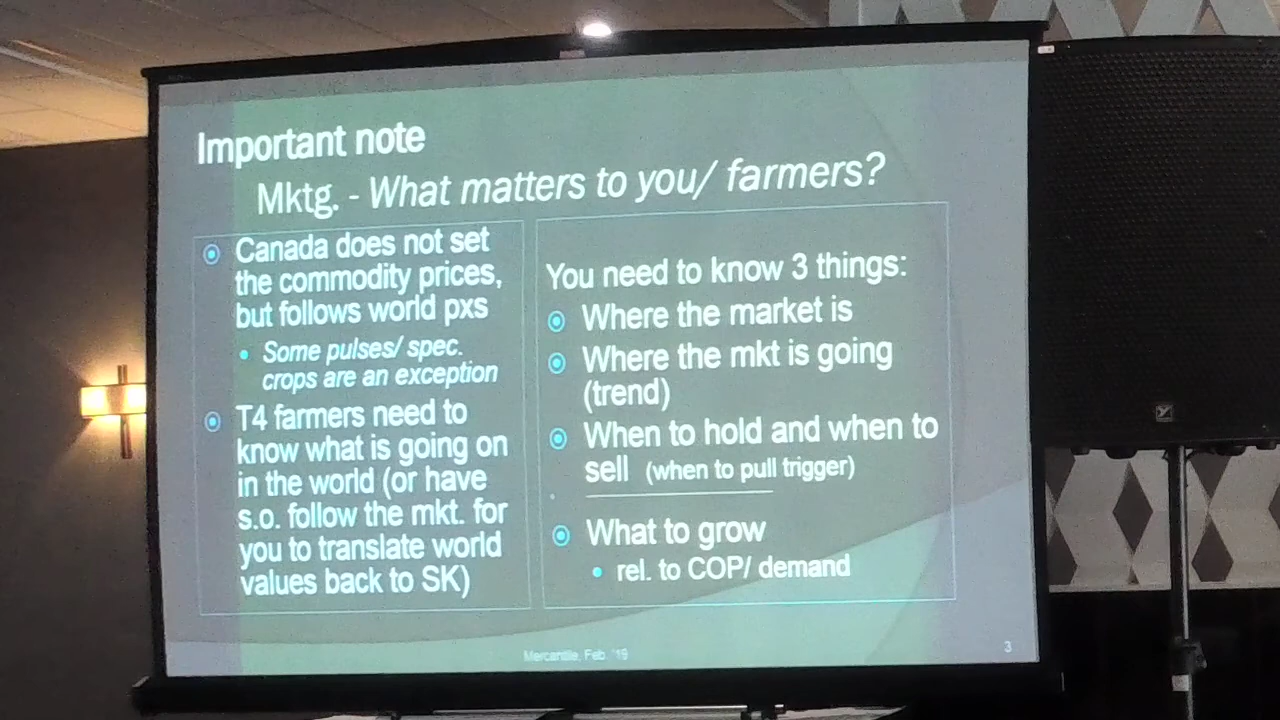 Important note
Mktg. - What matters to you/ farmers?
Canada does not set
the commodity prices,
but follows world pxs
Some pulses/ spec.
crops are an exception
T4 farmers need to
know what is going on
in the world (or have
s.o. follow the mkt. for
you to translate world
values back to SK)
You need to know 3 things:
Where the market is
Where the mkt is going
(trend)
When to hold and when to
sell (when to pull trigger)
What to grow
rel. to COP/ demand
Mercantile, Feb. '19
3